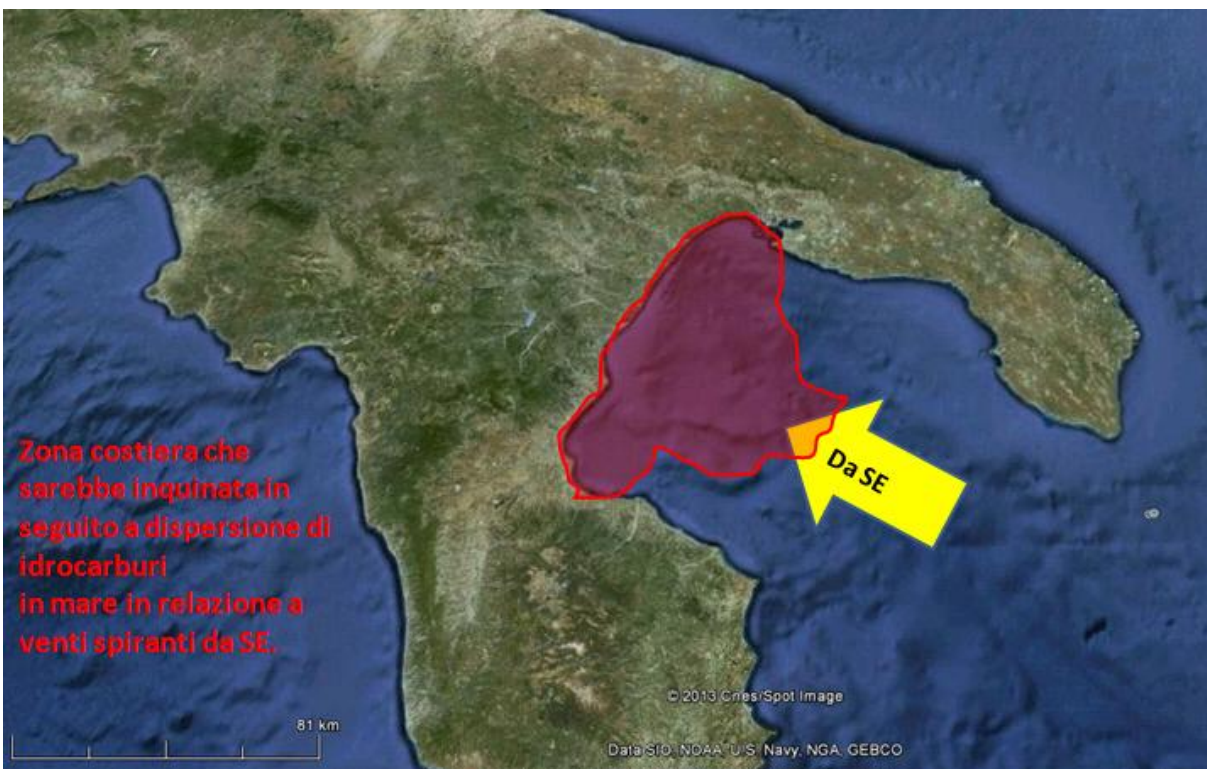 Zona costiera che
sarebbe inquinata in
seguito a dispersione di
idrocarburi
in mare in relazione a
venti spiranti da SE.
Da SE
© 2013 Cnes/Spot Image
81 km
Data SIO, NOAA, U.S. Navy, NGA, GEBCO